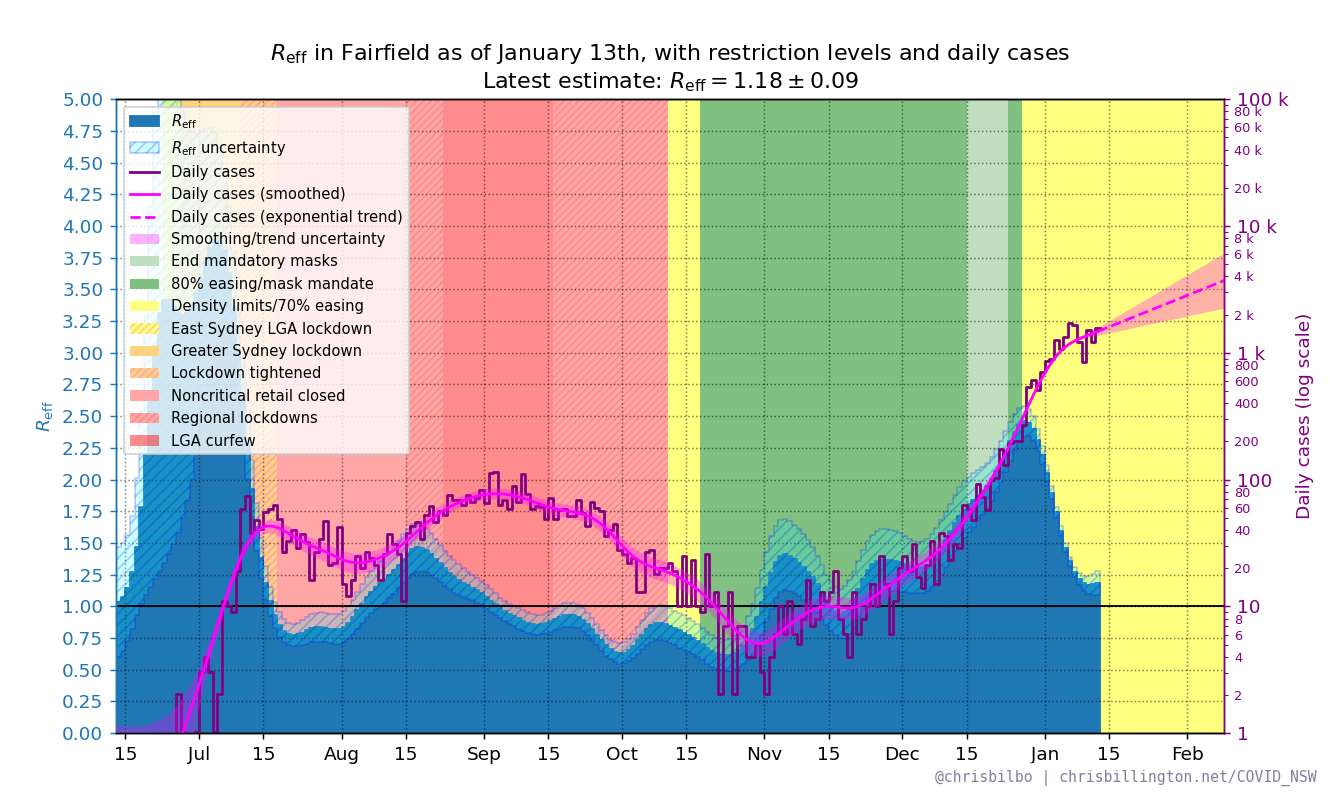 R_eff in Fairfield as of January 13th, with restriction levels and daily cases
Latest estimate: R_eff = 1.18 ± 0.09
5.00
4.75
4.50
4.25
4.00
3.75
3.50
3.25
3.00
2.75
2.50
2.25
2.00
1.75
1.50
1.25
1.00
0.75
0.50
0.25
0.00
R_eff
R_eff
R_eff uncertainty
Daily cases
Daily cases (smoothed)
Daily cases (exponential trend)
Smoothing/trend uncertainty
End mandatory masks
80% easing/mask mandate
Density limits/70% easing
East Sydney LGA lockdown
Greater Sydney lockdown
Lockdown tightened
Noncritical retail closed
Regional lockdowns
LGA curfew
100 k
80 k
60 k
40 k
20 k
10 k
8 k
6 k
4 k
2 k
1 k
800
600
400
200
100
80
60
40
20
10
8
6
4
2
1
Daily cases (log scale)
15 Jul 15 Aug 15 Sep 15 Oct 15 Nov 15 Dec 15 Jan 15 Feb
@chrisbilbo | chrisbillington.net/COVID_NSW